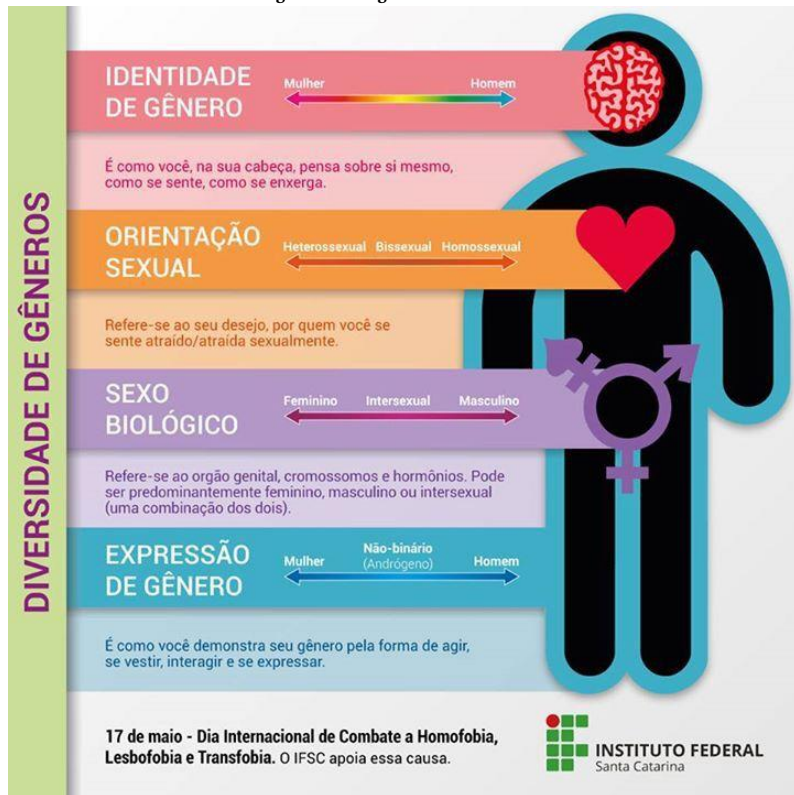 DIVERSIDADE DE GÊNEROS
IDENTIDADE
DE GÊNERO
Mulher Homem
É como você, na sua cabeça, pensa sobre si mesmo,
como se sente, como se enxerga.
ORIENTAÇÃO
SEXUAL
Heterossexual Bissexual Homossexual
Refere-se ao seu desejo, por quem você se
sente atraído/atraída sexualmente.
SEXO
BIOLÓGICO
Feminino Intersexual Masculino
Refere-se ao orgão genital, cromossomos e hormônios. Pode
ser predominantemente feminino, masculino ou intersexual
(uma combinação dos dois).
EXPRESSÃO
DE GÊNERO
Mulher Não-binário Homem
(Andrógeno)
É como você demonstra seu gênero pela forma de agir,
se vestir, interagir e se expressar.
17 de maio - Dia Internacional de Combate a Homofobia,
Lesbofobia e Transfobia. O IFSC apoia essa causa.
INSTITUTO FEDERAL
Santa Catarina